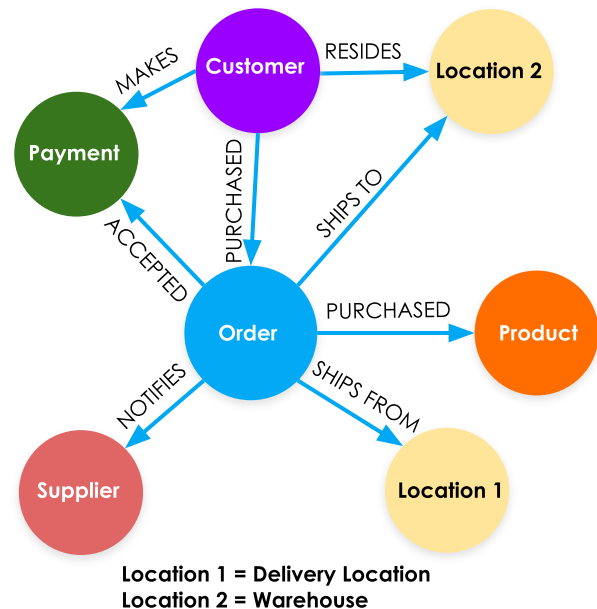 MAKES
Customer
RESIDES
Location 2
Payment
PURCHASED
SHIPS TO
ACCEPTED
Order
PURCHASED
Product
NOTIFIES
SHIPS FROM
Supplier
Location 1
Location 1 = Delivery Location
Location 2 = Warehouse